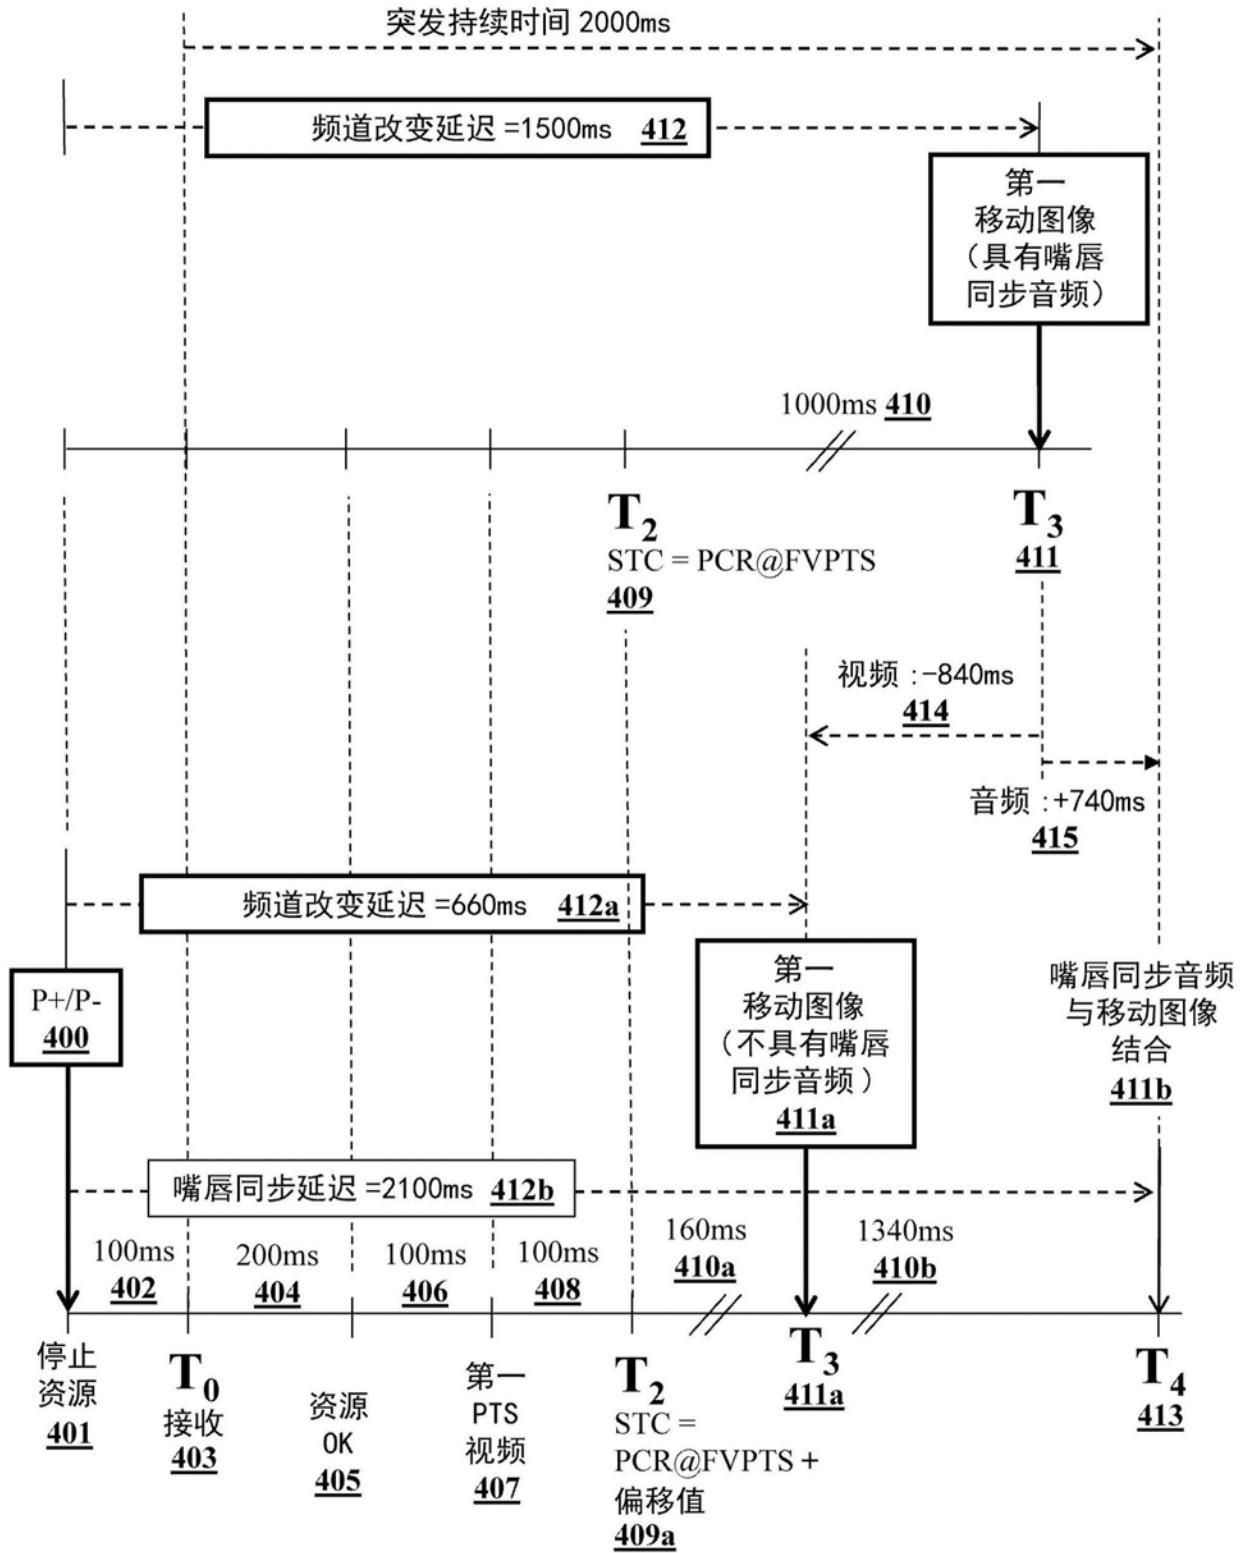 突发持续时间 2000ms
频道改变延迟 =1500ms 412
第一
移动图像
（具有嘴唇
同步音频）
1000ms 410
T2
STC = PCR@FVPTS
409
T3
411
视频 :-840ms
414
音频 :+740ms
415
频道改变延迟 =660ms 412a
P+/P-
400
第一
移动图像
（不具有嘴唇
同步音频）
411a
嘴唇同步音频
与移动图像
结合
411b
嘴唇同步延迟 =2100ms 412b
100ms
402
200ms
404
100ms
406
100ms
408
160ms
410a
1340ms
410b
停止
资源
401
T0
接收
403
资源
OK
405
第一
PTS
视频
407
T2
STC =
PCR@FVPTS +
偏移值
409a
T3
411a
T4
413